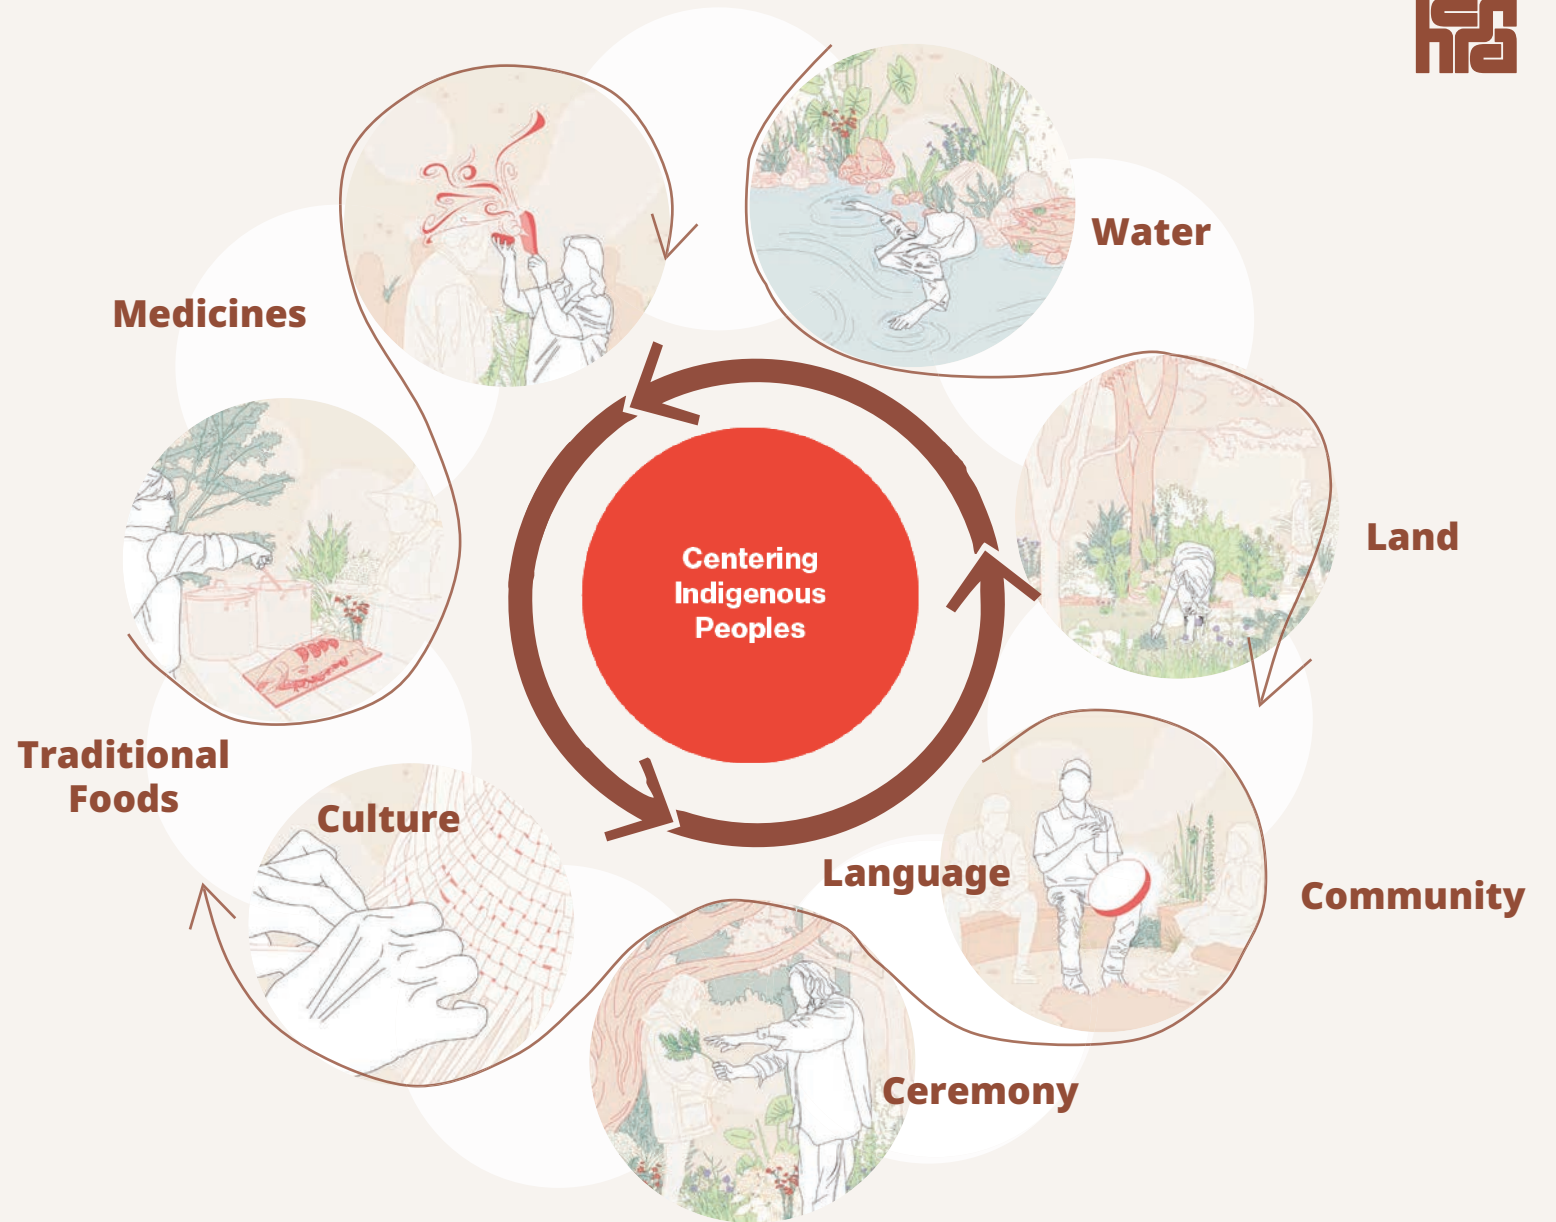 Water
Medicines
Land
Centering
Indigenous
Peoples
Traditional
Foods
Culture
Language
Community
Ceremony